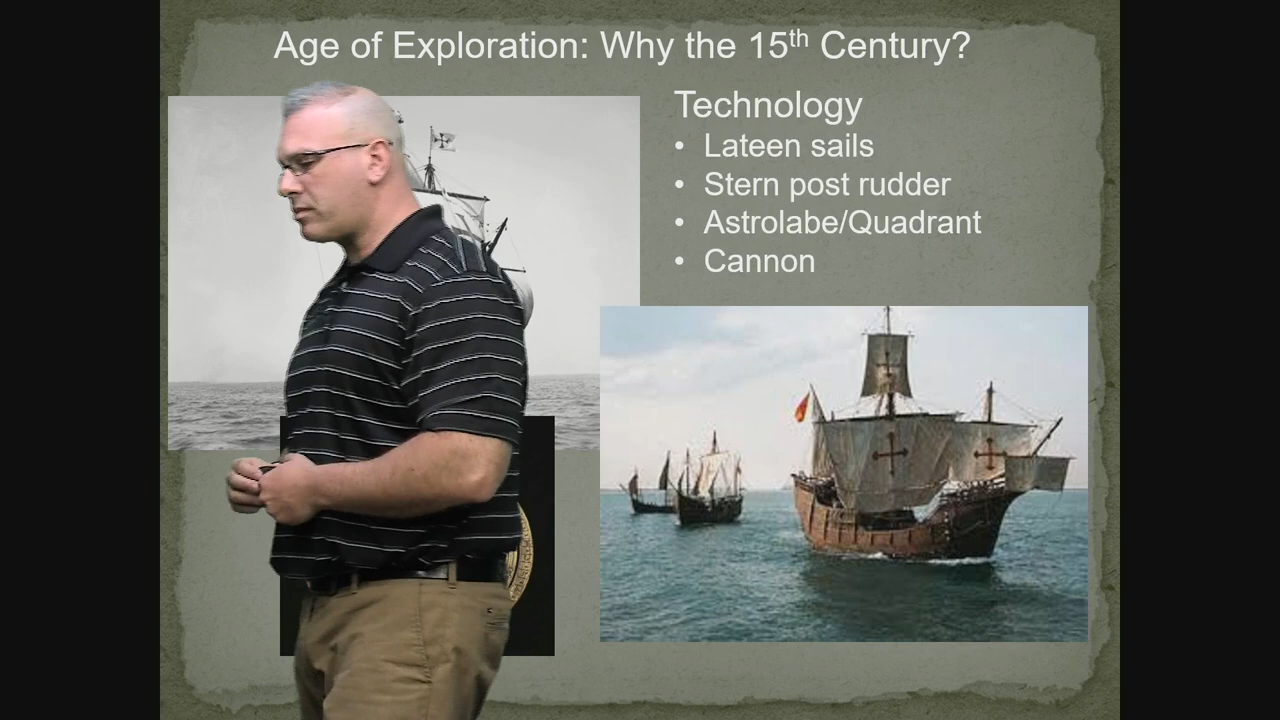 Age of Exploration: Why the 15th Century?
Technology
• Lateen sails
• Stern post rudder
• Astrolabe/Quadrant
• Cannon